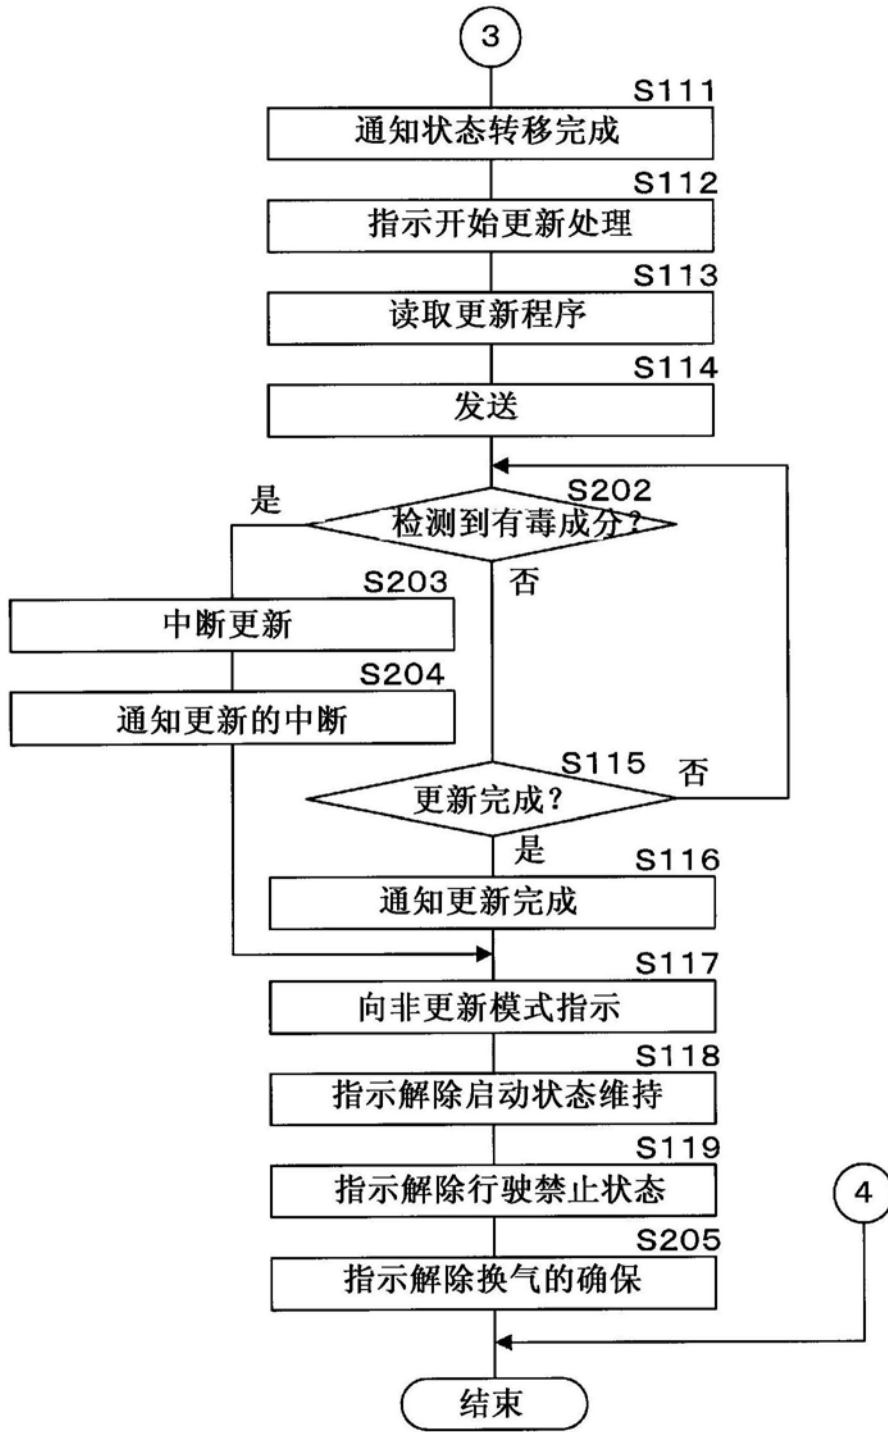 3
S111
通知状态转移完成
S112
指示开始更新处理
S113
读取更新程序
S114
发送
S202
是
检测到有毒成分？
否
S203
中断更新
S204
通知更新的中断
S115
否
更新完成？
是
S116
通知更新完成
S117
向非更新模式指示
S118
指示解除启动状态维持
S119
指示解除行驶禁止状态
4
S205
指示解除换气的确保
结束